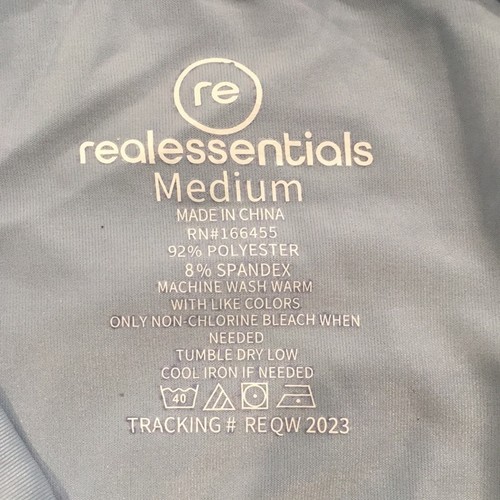 re
realessentials
Medium
MADE IN CHINA
RN#166455
92% POLYESTER
8% SPANDEX
MACHINE WASH WARM
WITH LIKE COLORS
ONLY NON-CHLORINE BLEACH WHEN
NEEDED
TUMBLE DRY LOW
COOL IRON IF NEEDED
40
TRACKING # REQW 2023